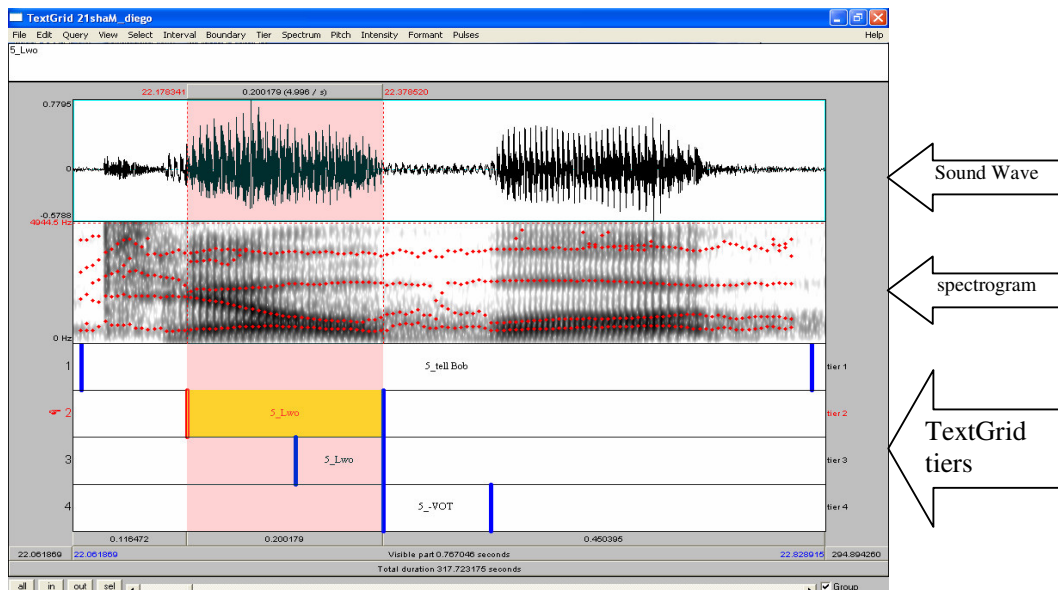 TextGrid 21shaM_diego
File Edit Query View Select Interval Boundary Tier Spectrum Pitch Intensity Formant Pulses Help
5_Lwo
22.178341 0.200179 (4.996 / s) 22.378520
0.7795
0
-0.5788
4944.5 Hz
0 Hz
Sound Wave
spectrogram
1 5_tell Bob tier 1
2 5_Lwo tier 2
3 5_Lwo tier 3
4 5_-VOT tier 4
TextGrid
tiers
0.116472 0.200179 0.450395
22.061869 22.061869 Visible part 0.767046 seconds 22.828915 294.894260
Total duration 317.723175 seconds
all in out sel Group